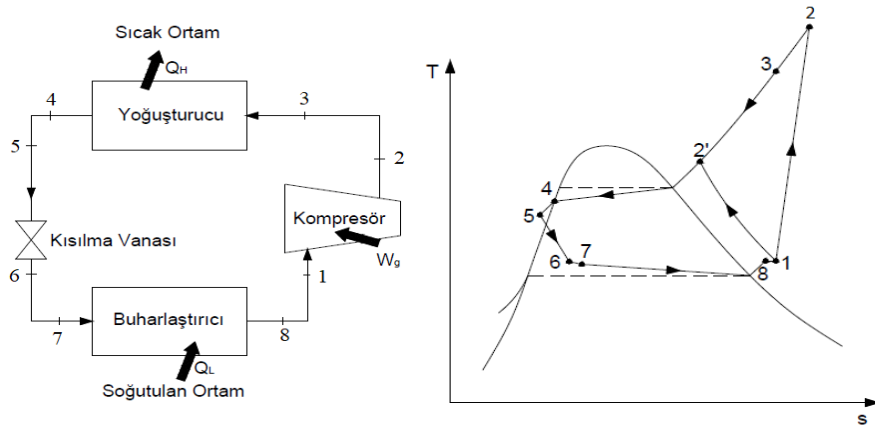 Sıcak Ortam
QH
4
3
Yoğuşturucu
5
2
Kompresör
Kısılma Vanası
Wg
6
1
Buharlaştırıcı
7
8
QL
Soğutulan Ortam
T
2
3
2'
4
5
6
7
8
1
s